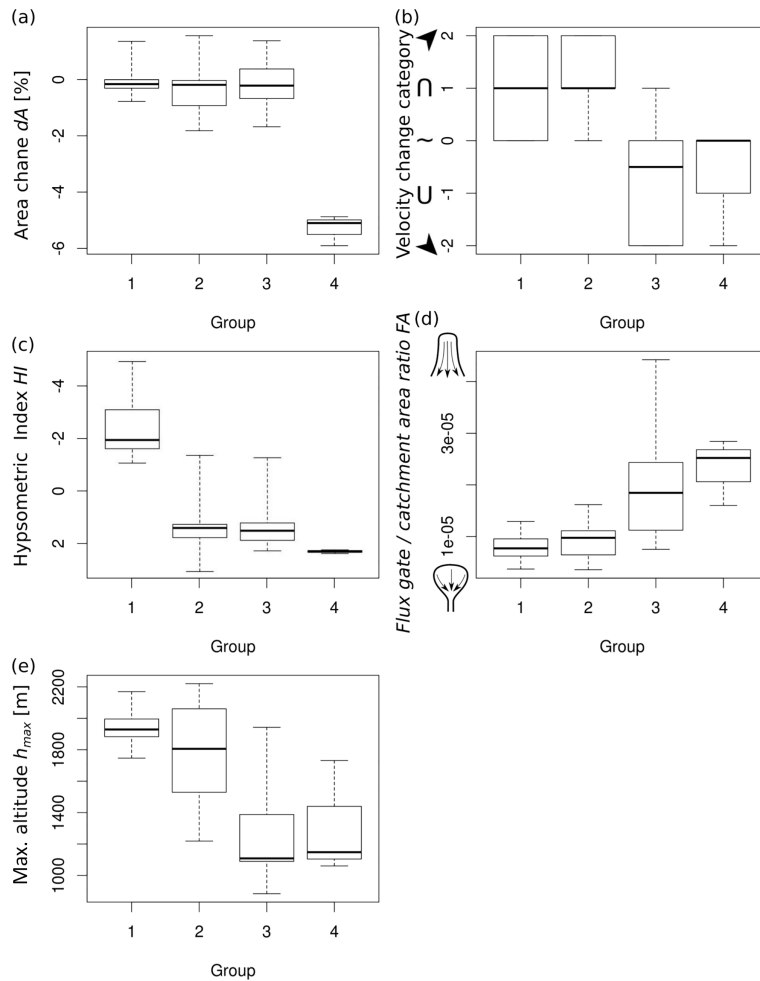 (a)
Area chane dA [%]
0
-2
-4
-6
1 2 3 4
Group
(b)
Velocity change category
∩
~
∪
2
1
0
-1
-2
1 2 3 4
Group
(c)
Hypsometric Index HI
-4
-2
0
2
1 2 3 4
Group
(d)
Flux gate / catchment area ratio FA
3e-05
1e-05
1 2 3 4
Group
(e)
Max. altitude hmax [m]
2200
1800
1400
1000
1 2 3 4
Group